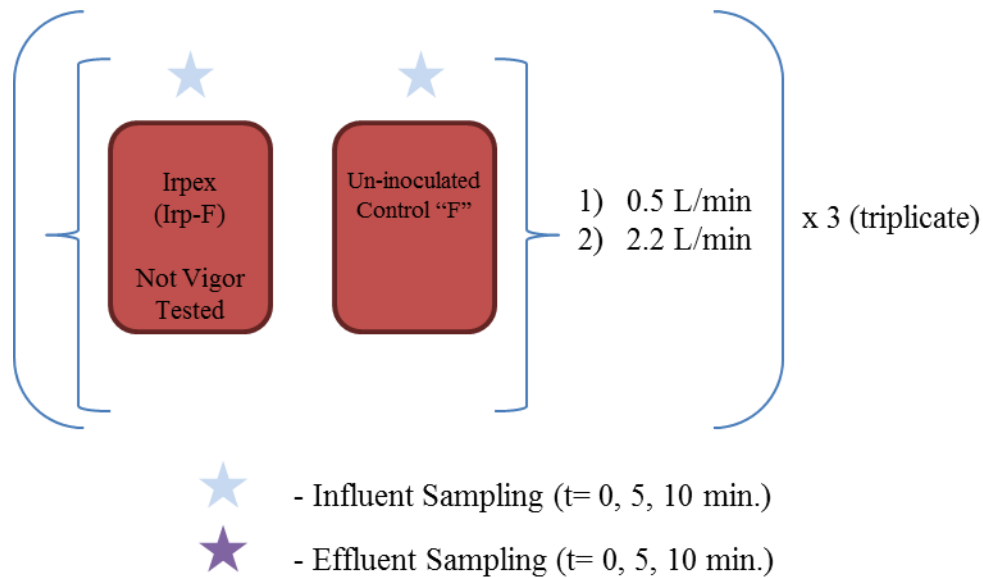 Irpex
(Irp-F)
Not Vigor
Tested
Un-inoculated
Control “F”
1) 0.5 L/min
2) 2.2 L/min
x 3 (triplicate)
- Influent Sampling (t= 0, 5, 10 min.)
- Effluent Sampling (t= 0, 5, 10 min.)